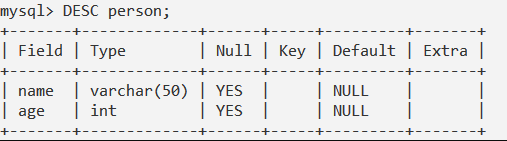 mysql> DESC person;
+-------+-------------+------+-----+---------+-------+
| Field | Type        | Null | Key | Default | Extra |
+-------+-------------+------+-----+---------+-------+
| name  | varchar(50) | YES  |     | NULL    |       |
| age   | int         | YES  |     | NULL    |       |
+-------+-------------+------+-----+---------+-------+